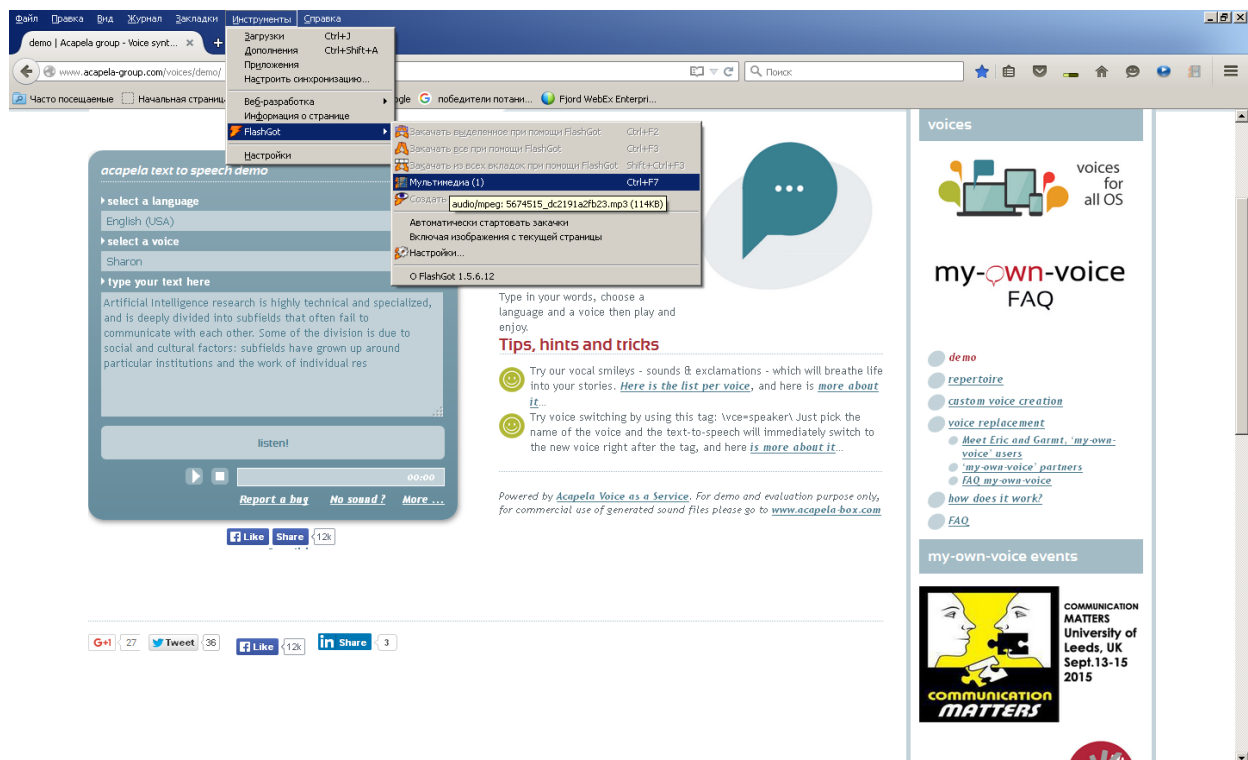 Файл Правка Вид Журнал Закладки Инструменты Справка
demo | Acapela group - Voice synt...
www.acapela-group.com/voices/demo/
Поиск
Часто посещаемые Начальная страниц
ogle G победители потани... Fjord WebEx Enterpri...
Загрузки Ctrl+J
Дополнения Ctrl+Shift+A
Приложения
Настроить синхронизацию...
Веб-разработка
Информация о странице
FlashGot
Настройки
Закачать выделенное при помощи FlashGot Ctrl+F2
Закачать все при помощи FlashGot Ctrl+F3
Закачать из всех вкладок при помощи FlashGot Shift+Ctrl+F3
Мультимедиа (1) Ctrl+F7
Создать
audio/mpeg: 5674515_dc2191a2fb23.mp3 (114KB)
Автоматически стартовать закачки
Включая изображения с текущей страницы
Настройки...
О FlashGot 1.5.6.12
acapela text to speech demo
select a language
English (USA)
select a voice
Sharon
type your text here
Artificial Intelligence research is highly technical and specialized,
and is deeply divided into subfields that often fail to
communicate with each other. Some of the division is due to
social and cultural factors: subfields have grown up around
particular institutions and the work of individual res
listen!
00:00
Report a bug No sound ? More ...
Like Share 12k
G+1 27 Tweet 36 Like 12k in Share 3
Type in your words, choose a
language and a voice then play and
enjoy.
Tips, hints and tricks
Try our vocal smileys - sounds & exclamations - which will breathe life
into your stories. Here is the list per voice, and here is more about
it...
Try voice switching by using this tag: \vce=speaker\ Just pick the
name of the voice and the text-to-speech will immediately switch to
the new voice right after the tag, and here is more about it...
Powered by Acapela Voice as a Service. For demo and evaluation purpose only,
for commercial use of generated sound files please go to www.acapela-box.com
voices
voices
for
all OS
my-own-voice
FAQ
demo
repertoire
custom voice creation
voice replacement
Meet Eric and Garmt, 'my-own-
voice' users
'my-own-voice' partners
FAQ my-own-voice
how does it work?
FAQ
my-own-voice events
COMMUNICATION
MATTERS
COMMUNICATION
MATTERS
University of
Leeds, UK
Sept.13-15
2015